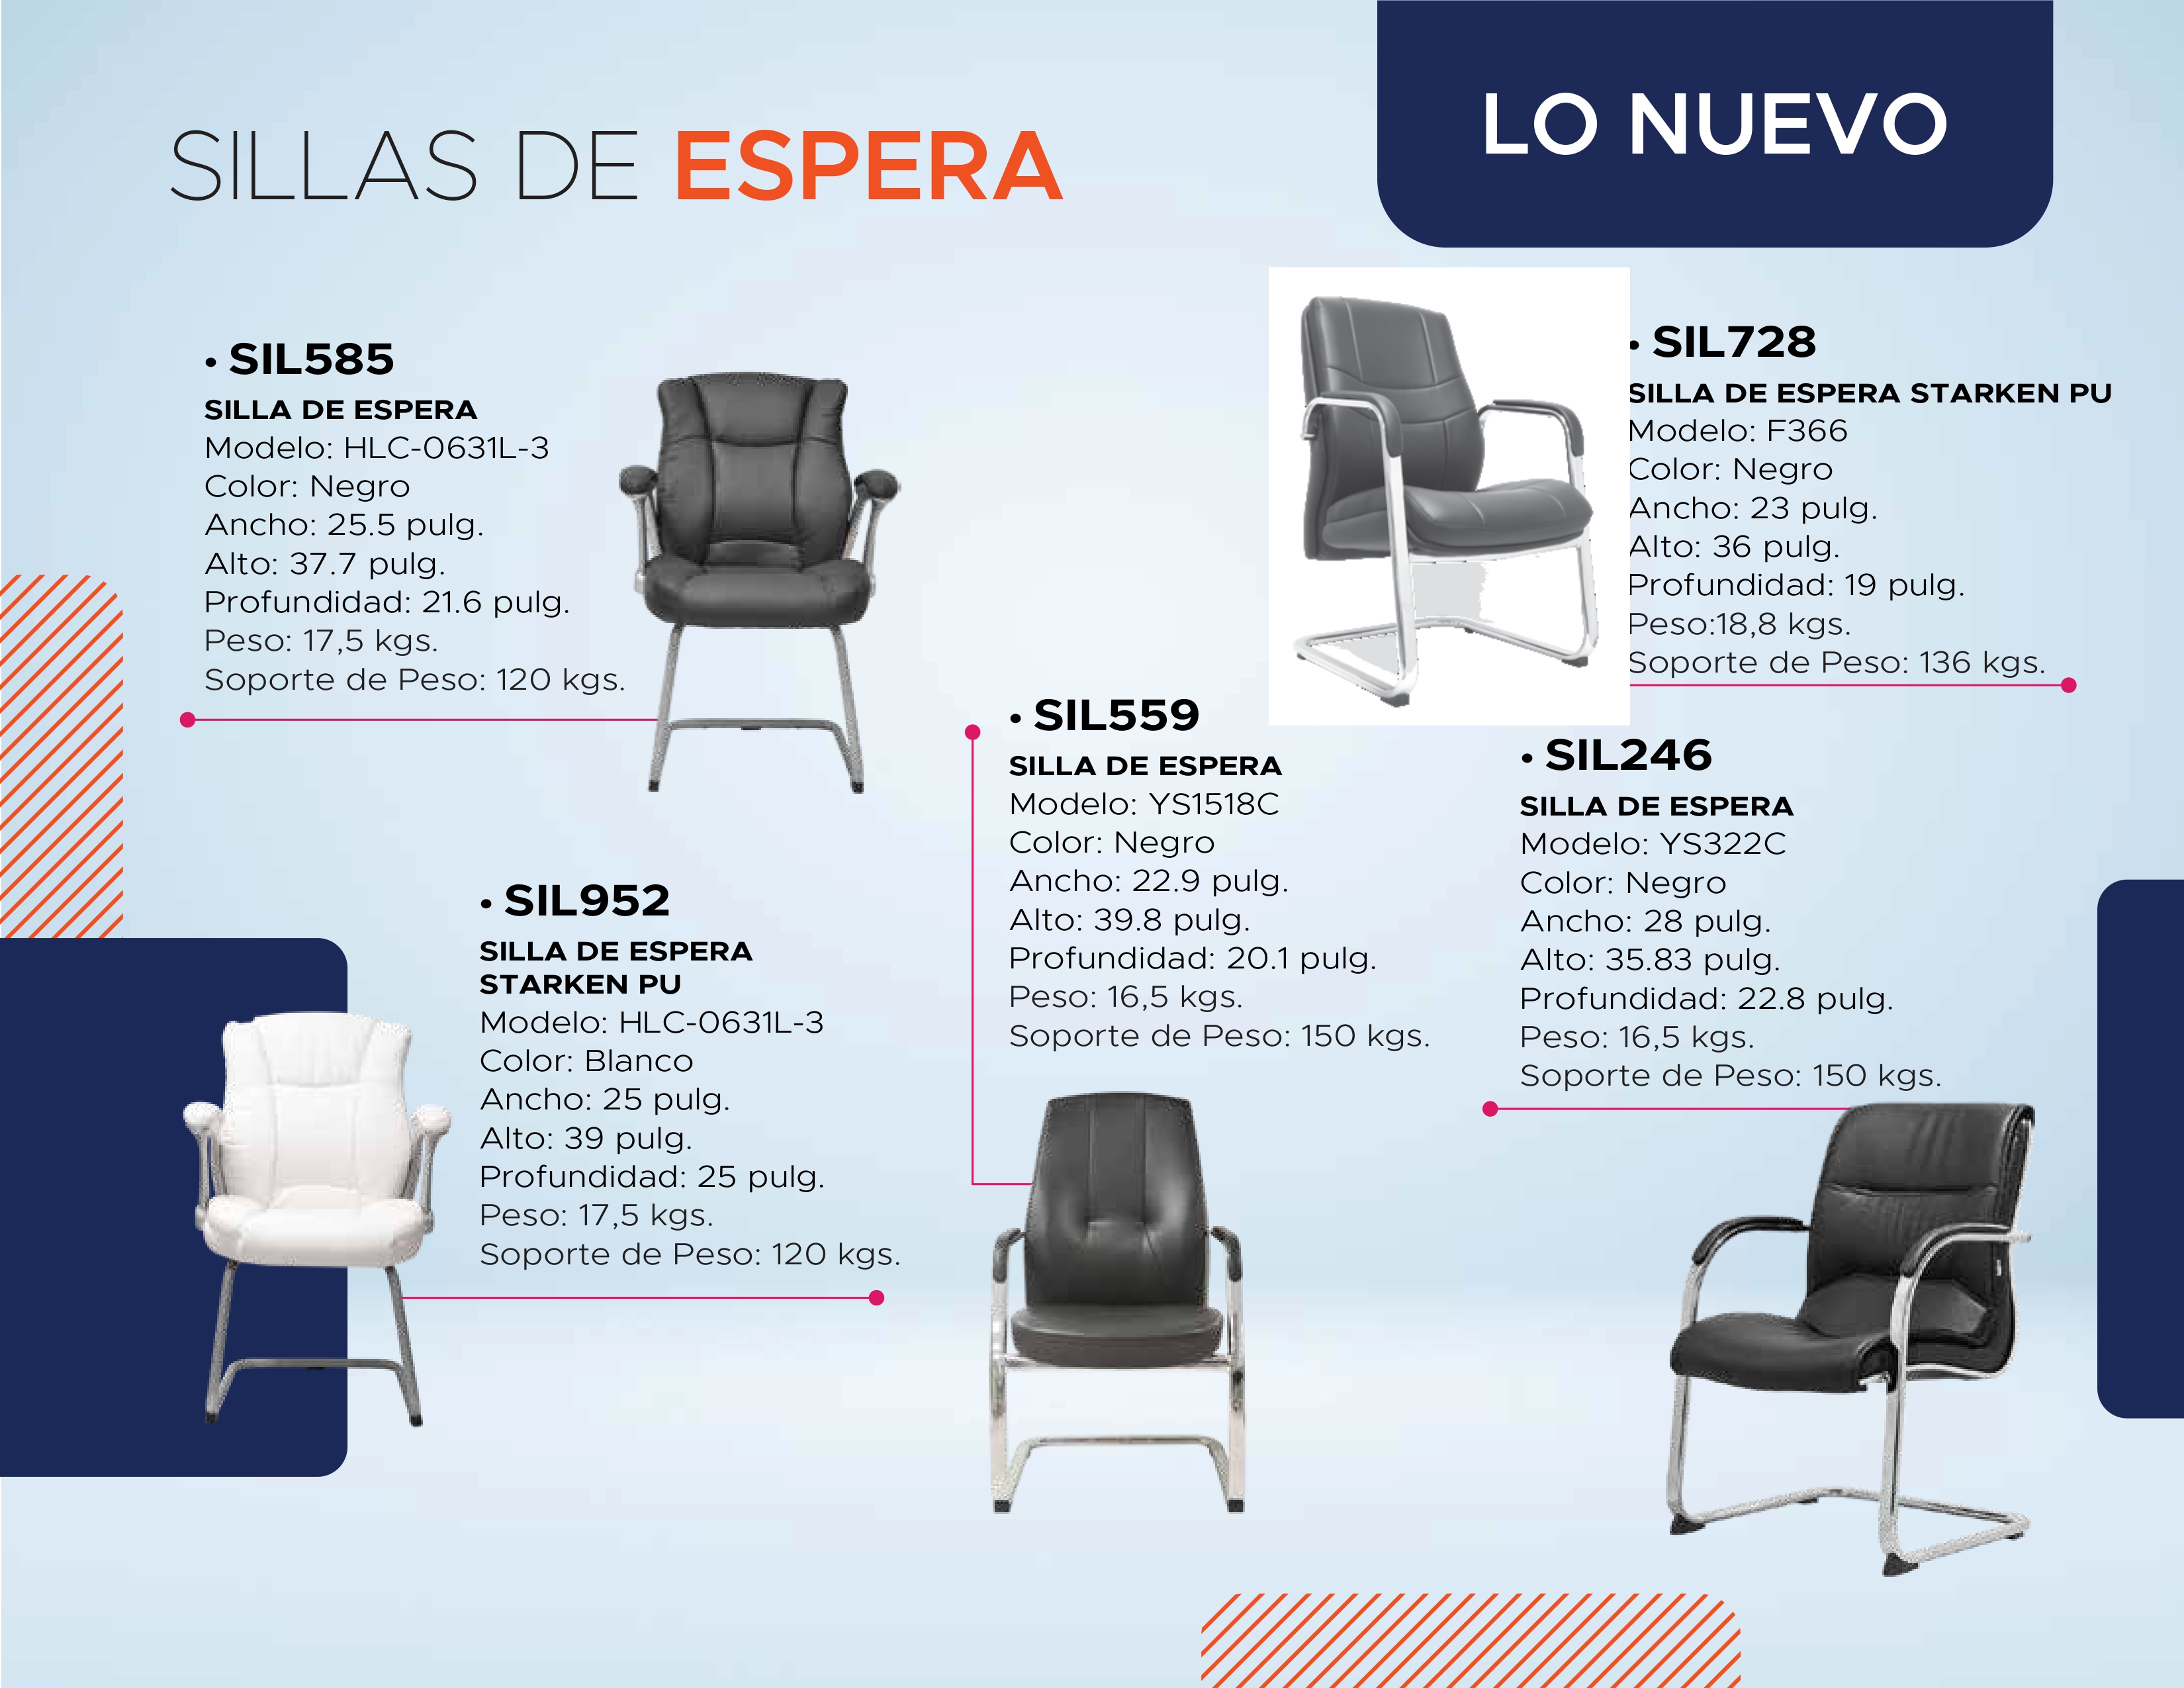 SILLAS DE ESPERA
LO NUEVO
• SIL585
SILLA DE ESPERA
Modelo: HLC-0631L-3
Color: Negro
Ancho: 25.5 pulg.
Alto: 37.7 pulg.
Profundidad: 21.6 pulg.
Peso: 17,5 kgs.
Soporte de Peso: 120 kgs.
• SIL728
SILLA DE ESPERA STARKEN PU
Modelo: F366
Color: Negro
Ancho: 23 pulg.
Alto: 36 pulg.
Profundidad: 19 pulg.
Peso:18,8 kgs.
Soporte de Peso: 136 kgs.
• SIL559
SILLA DE ESPERA
Modelo: YS1518C
Color: Negro
Ancho: 22.9 pulg.
Alto: 39.8 pulg.
Profundidad: 20.1 pulg.
Peso: 16,5 kgs.
Soporte de Peso: 150 kgs.
• SIL246
SILLA DE ESPERA
Modelo: YS322C
Color: Negro
Ancho: 28 pulg.
Alto: 35.83 pulg.
Profundidad: 22.8 pulg.
Peso: 16,5 kgs.
Soporte de Peso: 150 kgs.
• SIL952
SILLA DE ESPERA
STARKEN PU
Modelo: HLC-0631L-3
Color: Blanco
Ancho: 25 pulg.
Alto: 39 pulg.
Profundidad: 25 pulg.
Peso: 17,5 kgs.
Soporte de Peso: 120 kgs.